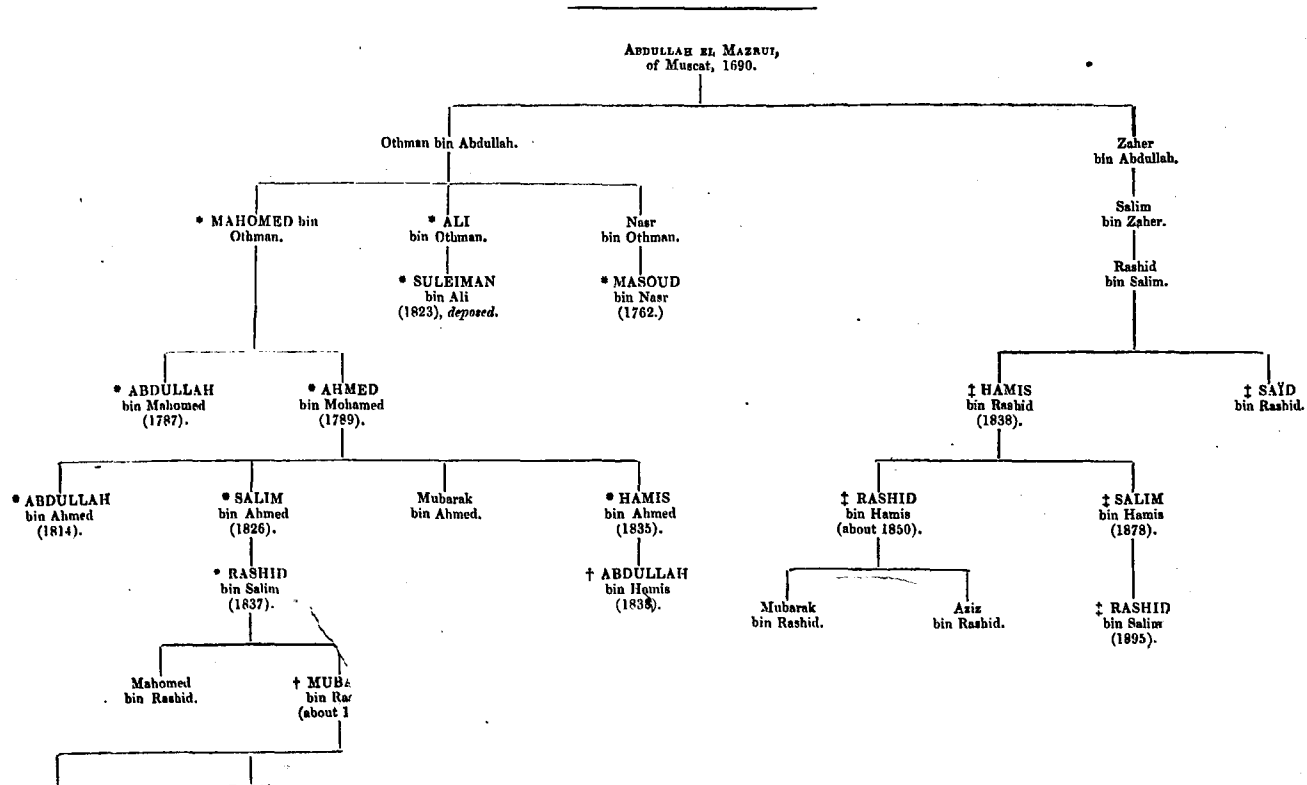 ABDULLAH EL MAZRUI,
of Muscat, 1690.
Othman bin Abdullah.
Zaher
bin Abdullah.
* MAHOMED bin
Othman.
* ALI
bin Othman.
Nasr
bin Othman.
Salim
bin Zaher.
* SULEIMAN
bin Ali
(1823), deposed.
* MASOUD
bin Nasr
(1762.)
Rashid
bin Salim.
* ABDULLAH
bin Mahomed
(1787).
* AHMED
bin Mohamed
(1789).
‡ HAMIS
bin Rashid
(1838).
‡ SAÏD
bin Rashid.
* ABDULLAH
bin Ahmed
(1814).
* SALIM
bin Ahmed
(1826).
Mubarak
bin Ahmed.
* HAMIS
bin Ahmed
(1835).
‡ RASHID
bin Hamis
(about 1850).
‡ SALIM
bin Hamis
(1878).
* RASHID
bin Salim
(1837).
† ABDULLAH
bin Hamis
Mubarak
bin Rashid.
Aziz
bin Rashid.
‡ RASHID
bin Salim
(1895).
Mahomed
bin Rashid.
† MUBA
bin Ra
(about 1